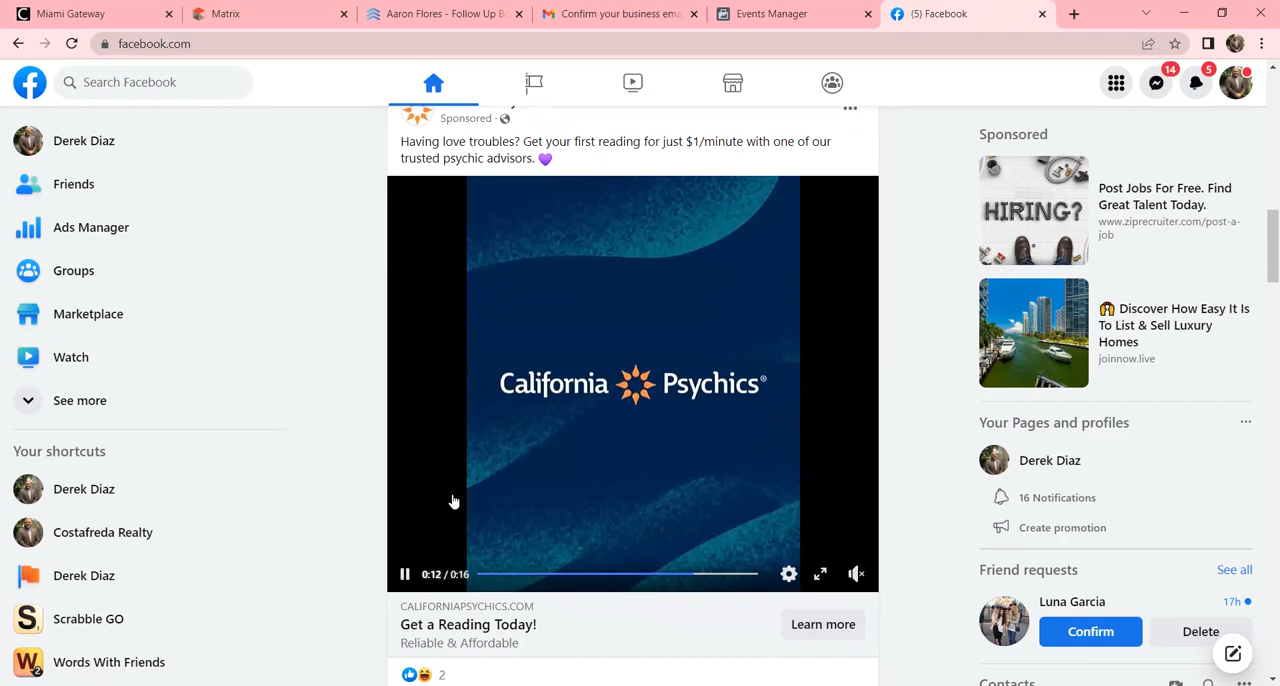 Miami Gateway
Matrix
Aaron Flores - Follow Up B
Confirm your business ema
Events Manager
(5) Facebook
facebook.com
Search Facebook
14
5
Derek Diaz
Friends
Ads Manager
Groups
Marketplace
Watch
See more
Your shortcuts
Derek Diaz
Costafreda Realty
Derek Diaz
Scrabble GO
Words With Friends
Sponsored ·
Having love troubles? Get your first reading for just $1/minute with one of our
trusted psychic advisors. 💜
California Psychics®
0:12 / 0:16
CALIFORNIAPSYCHICS.COM
Get a Reading Today!
Reliable & Affordable
Learn more
2
Sponsored
HIRING?
Post Jobs For Free. Find
Great Talent Today.
www.ziprecruiter.com/post-a-
job
🙌 Discover How Easy It Is
To List & Sell Luxury
Homes
joinnow.live
Your Pages and profiles
Derek Diaz
16 Notifications
Create promotion
Friend requests
See all
Luna Garcia
17h
Confirm
Delete
Contacts